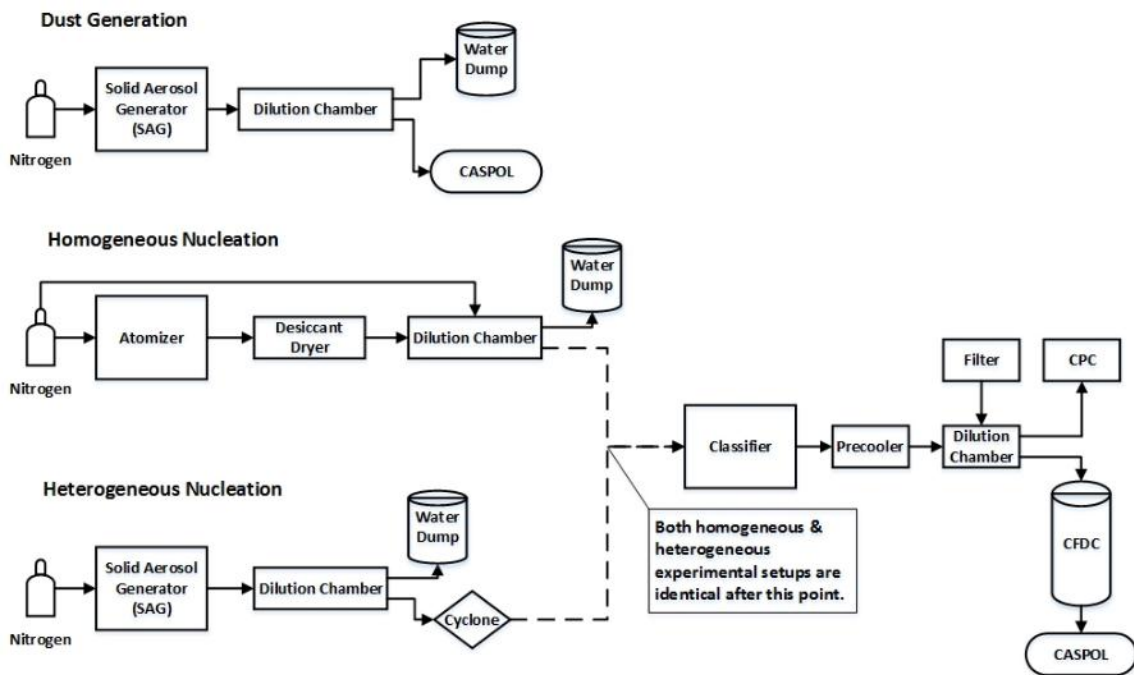 Dust Generation
Nitrogen
Solid Aerosol
Generator
(SAG)
Dilution Chamber
Water
Dump
CASPOL
Homogeneous Nucleation
Nitrogen
Atomizer
Desiccant
Dryer
Dilution Chamber
Water
Dump
Heterogeneous Nucleation
Nitrogen
Solid Aerosol
Generator
(SAG)
Dilution Chamber
Water
Dump
Cyclone
Both homogeneous &
heterogeneous
experimental setups are
identical after this point.
Classifier
Precooler
Filter
Dilution
Chamber
CPC
CFDC
CASPOL